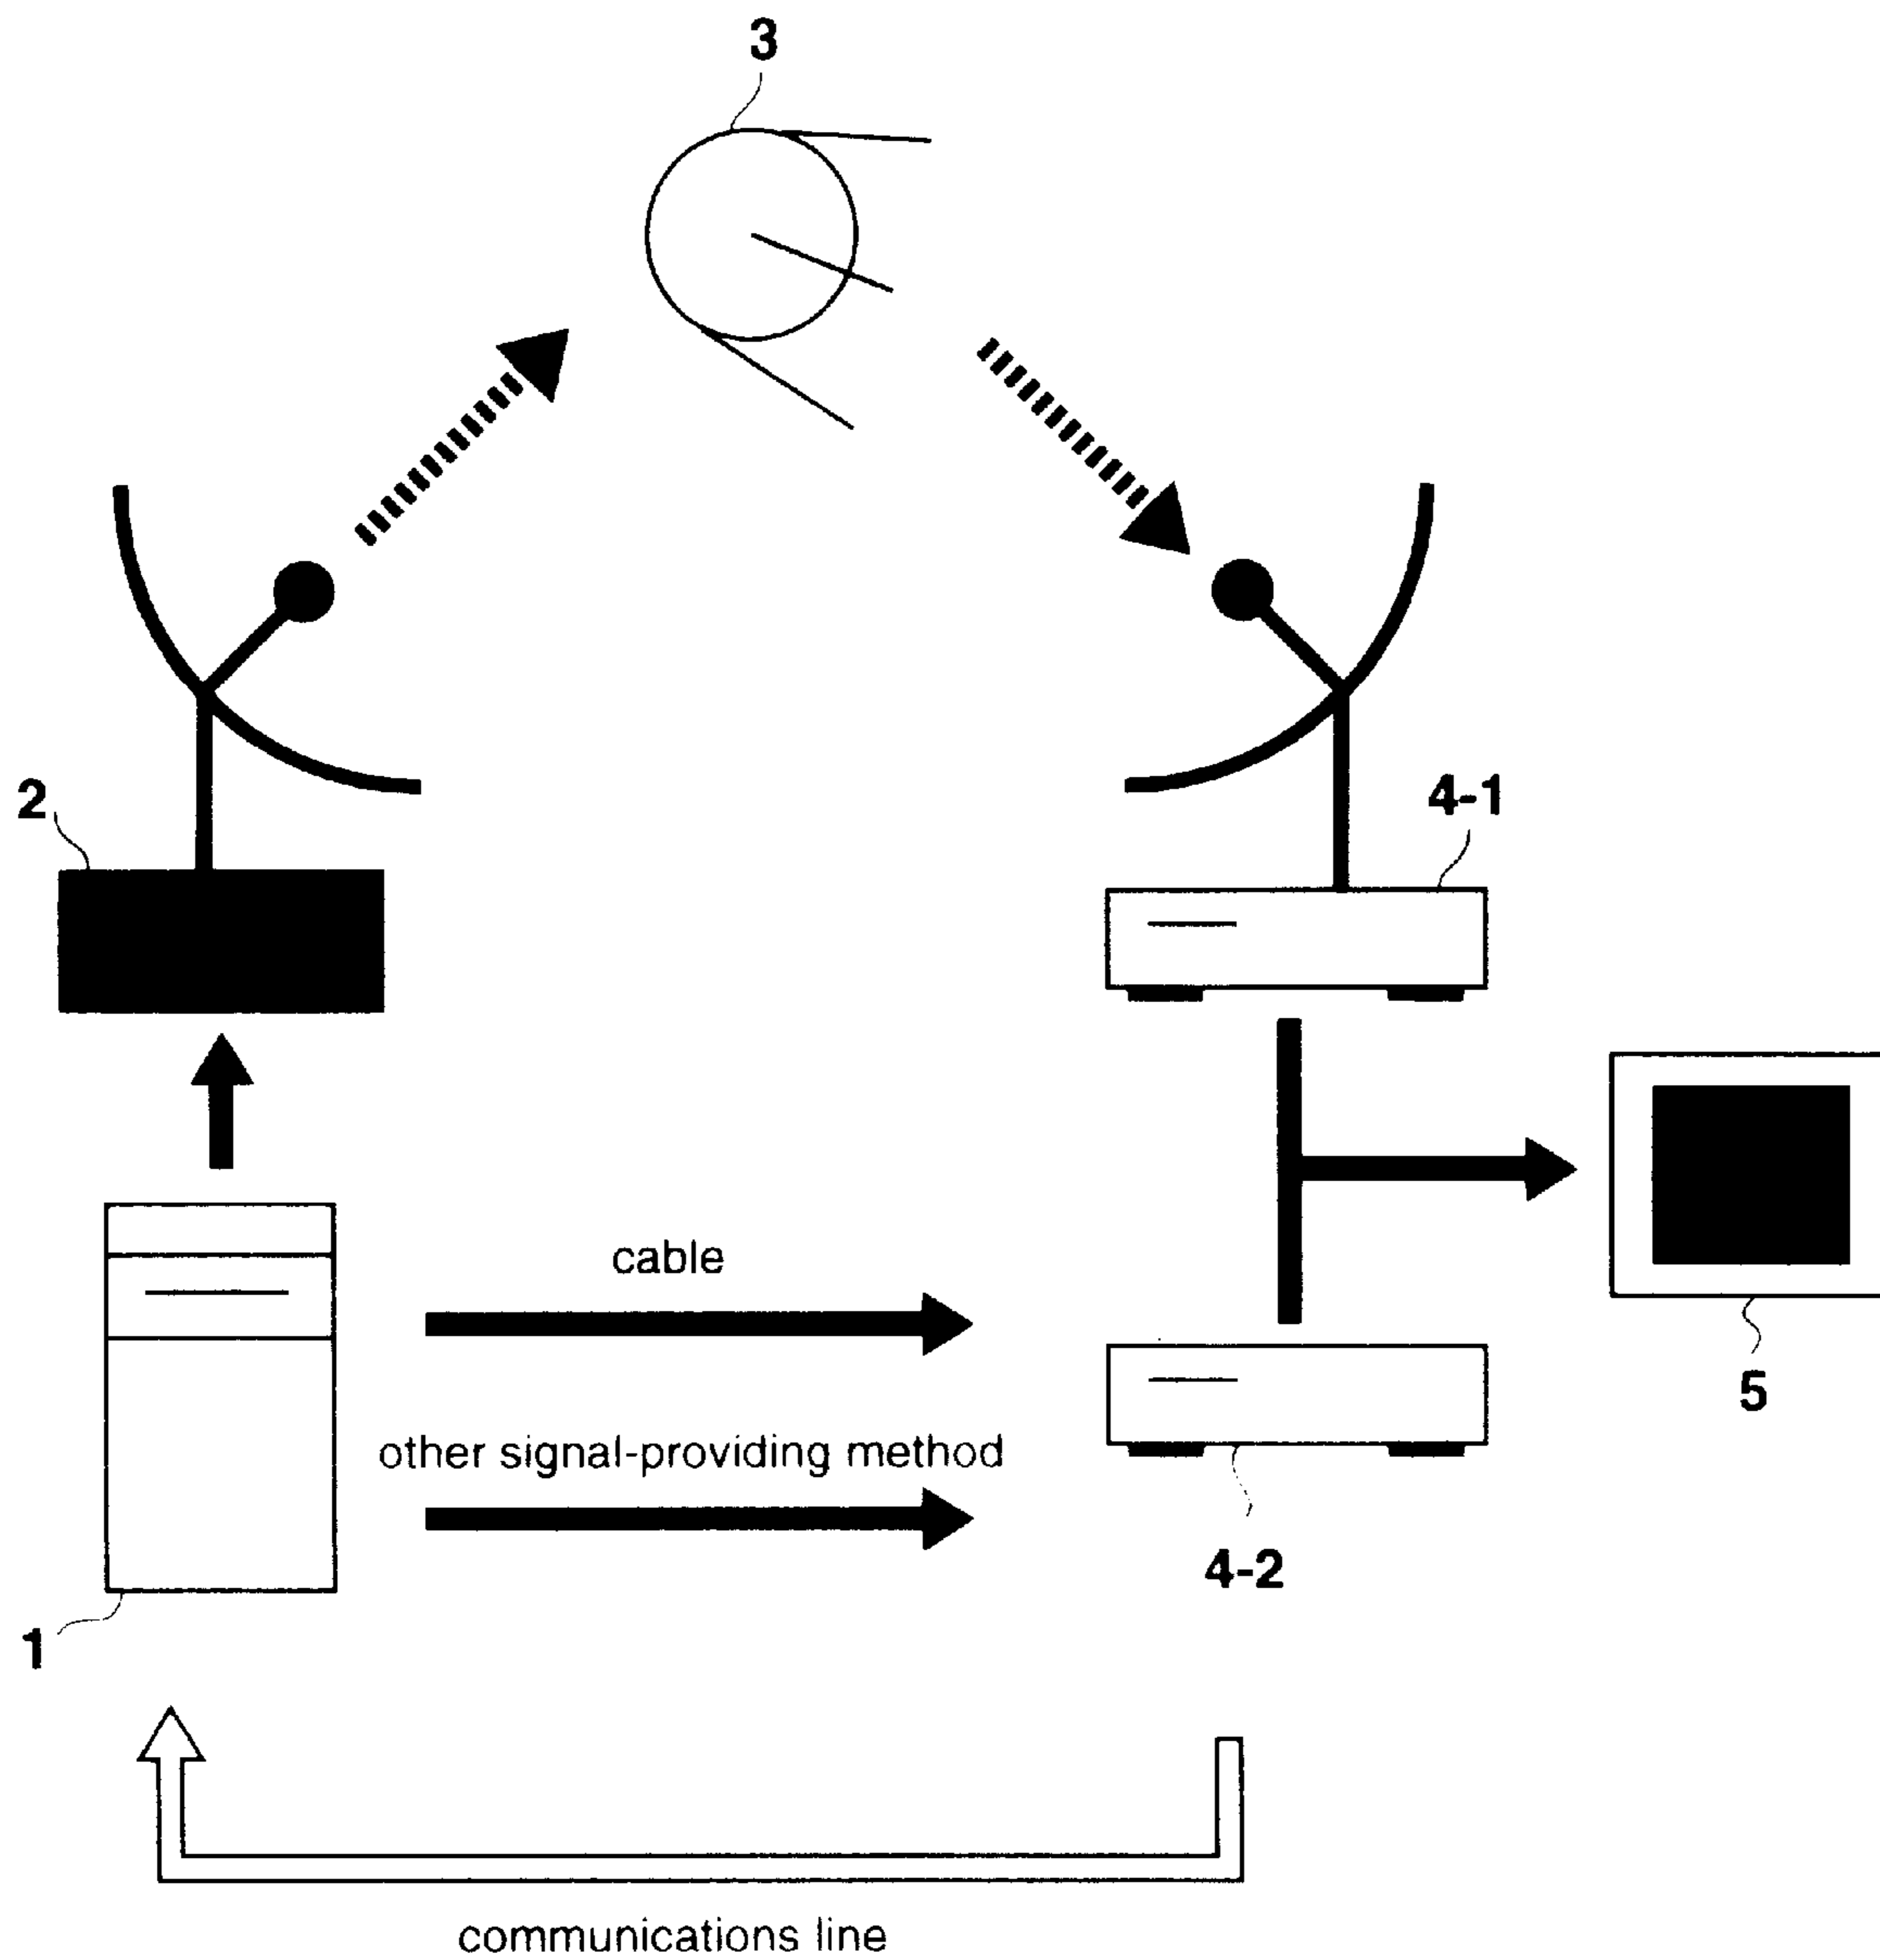 3
2
4-1
cable
5
other signal-providing method
4-2
1
communications line